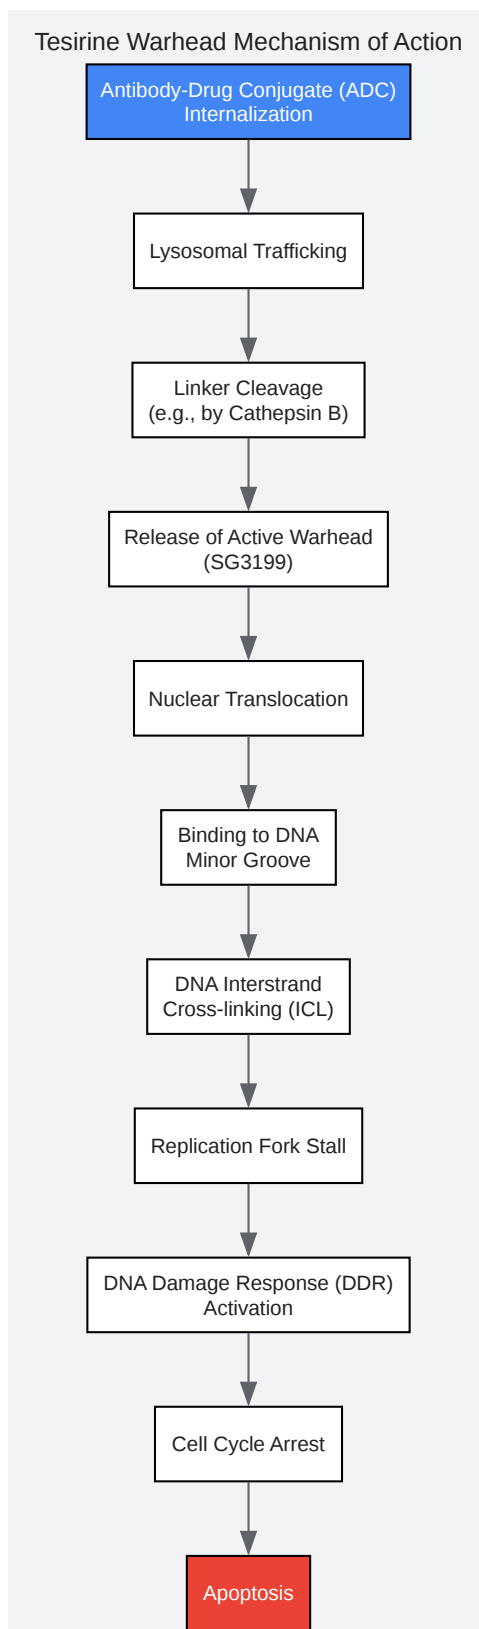 Tesirine Warhead Mechanism of Action
Antibody-Drug Conjugate (ADC)
Internalization
Lysosomal Trafficking
Linker Cleavage
(e.g., by Cathepsin B)
Release of Active Warhead
(SG3199)
Nuclear Translocation
Binding to DNA
Minor Groove
DNA Interstrand
Cross-linking (ICL)
Replication Fork Stall
DNA Damage Response (DDR)
Activation
Cell Cycle Arrest
Apoptosis